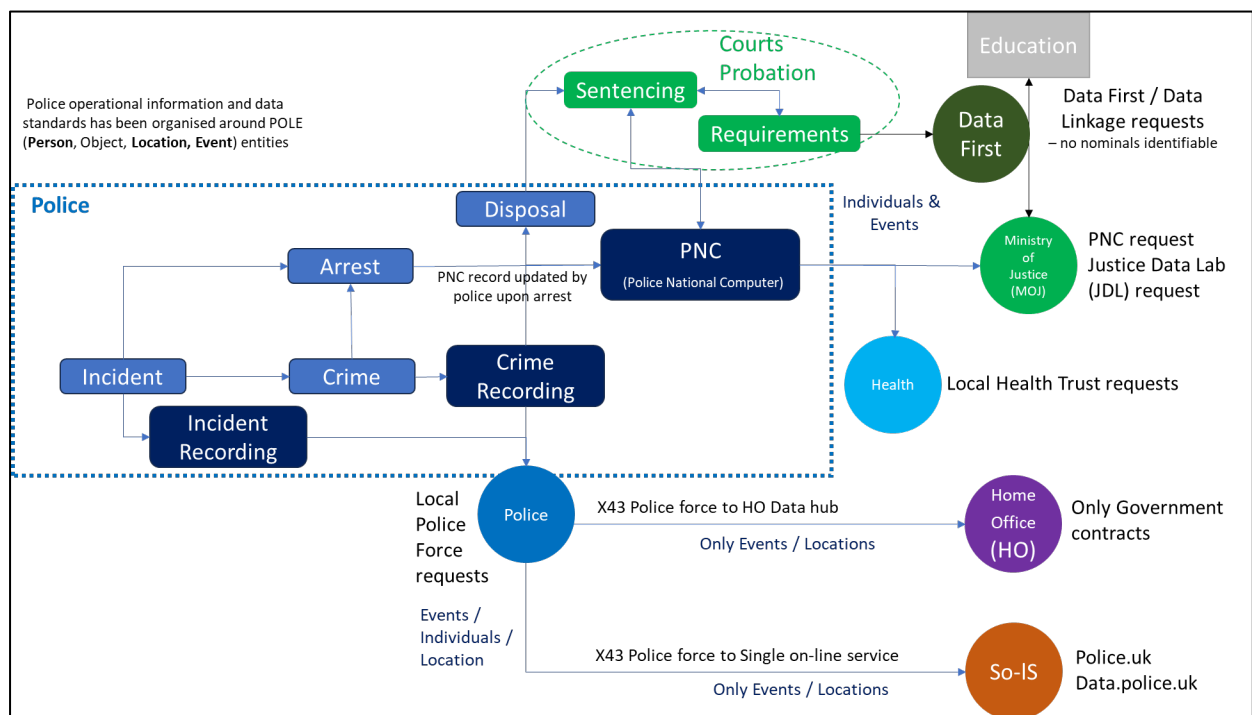 Education
Courts
Probation
Sentencing
Requirements
Data
First
Data First / Data
Linkage requests
– no nominals identifiable
Police operational information and data
standards has been organised around POLE
(Person, Object, Location, Event) entities
Police
Disposal
Individuals &
Events
Arrest
PNC record updated by
police upon arrest
PNC
(Police National Computer)
Ministry
of
Justice
(MOJ)
PNC request
Justice Data Lab
(JDL) request
Incident
Crime
Crime
Recording
Health
Local Health Trust requests
Incident
Recording
Local
Police
Force
requests
Police
X43 Police force to HO Data hub
Only Events / Locations
Home
Office
(HO)
Only Government
contracts
Events /
Individuals /
Location
X43 Police force to Single on-line service
Only Events / Locations
So-lS
Police.uk
Data.police.uk